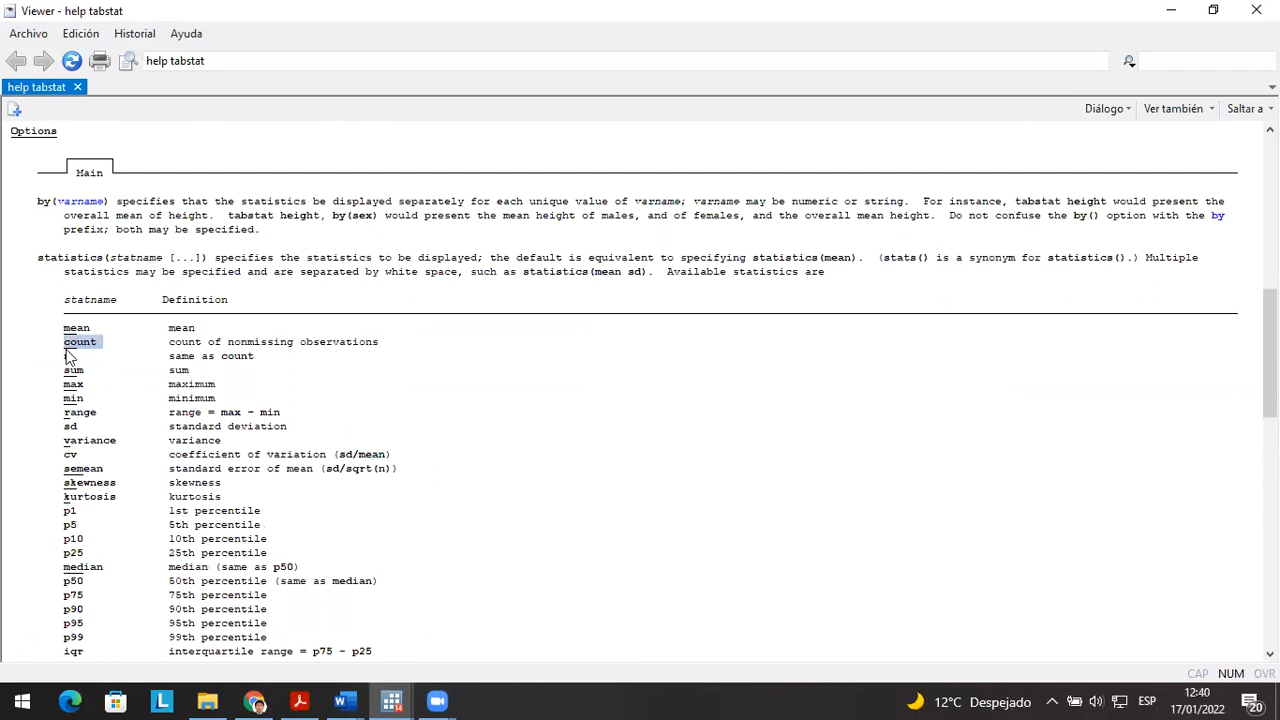 Viewer - help tabstat
Archivo Edición Historial Ayuda
help tabstat
help tabstat
Diálogo Ver también Saltar a
Options
Main
by(varname) specifies that the statistics be displayed separately for each unique value of varname; varname may be numeric or string. For instance, tabstat height would present the
overall mean of height. tabstat height, by(sex) would present the mean height of males, and of females, and the overall mean height. Do not confuse the by() option with the by
prefix; both may be specified.
statistics(statname [...]) specifies the statistics to be displayed; the default is equivalent to specifying statistics(mean). (stats() is a synonym for statistics().) Multiple
statistics may be specified and are separated by white space, such as statistics(mean sd). Available statistics are
statname Definition
mean mean
count count of nonmissing observations
same as count
sum sum
max maximum
min minimum
range range = max - min
sd standard deviation
variance variance
cv coefficient of variation (sd/mean)
semean standard error of mean (sd/sqrt(n))
skewness skewness
kurtosis kurtosis
p1 1st percentile
p5 5th percentile
p10 10th percentile
p25 25th percentile
median median (same as p50)
p50 50th percentile (same as median)
p75 75th percentile
p90 90th percentile
p95 95th percentile
p99 99th percentile
iqr interquartile range = p75 - p25
CAP NUM OVR
12°C Despejado ESP 12:40
17/01/2022 20